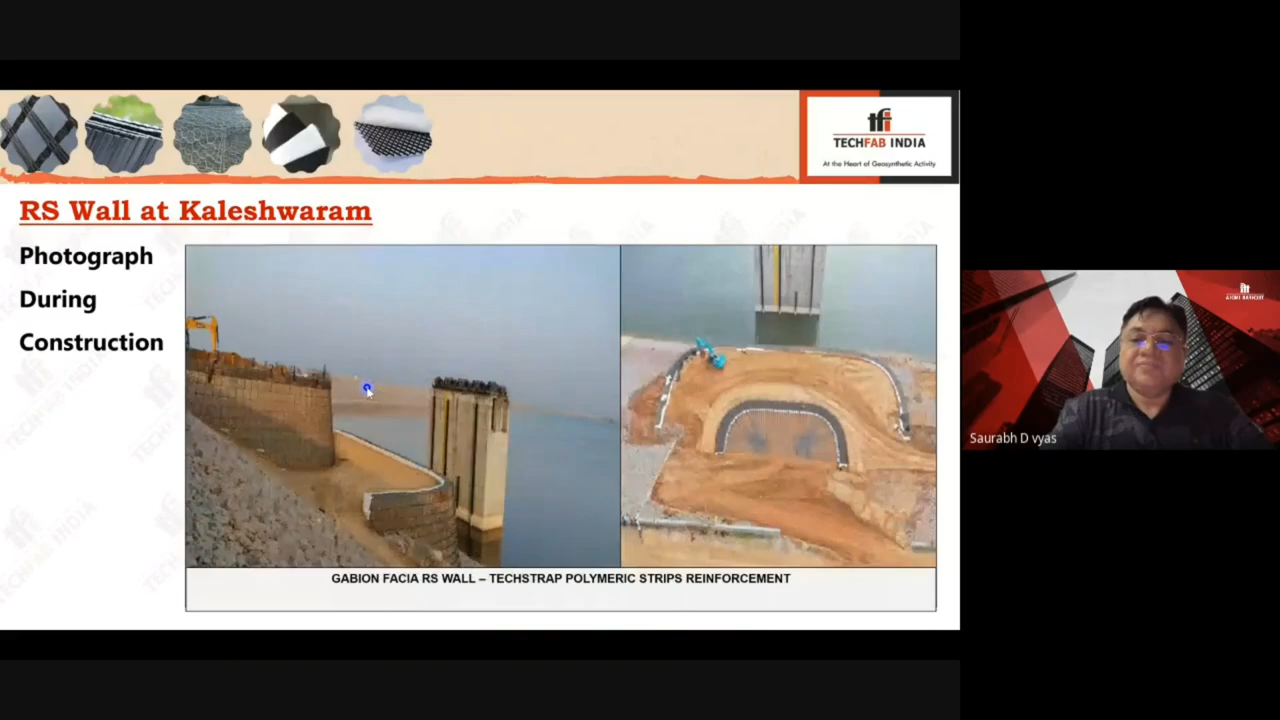 tfi
TECHFAB INDIA
At the Heart of Geosynthetic Activity
RS Wall at Kaleshwaram
Photograph
During
Construction
GABION FACIA RS WALL – TECHSTRAP POLYMERIC STRIPS REINFORCEMENT
Saurabh D vyas